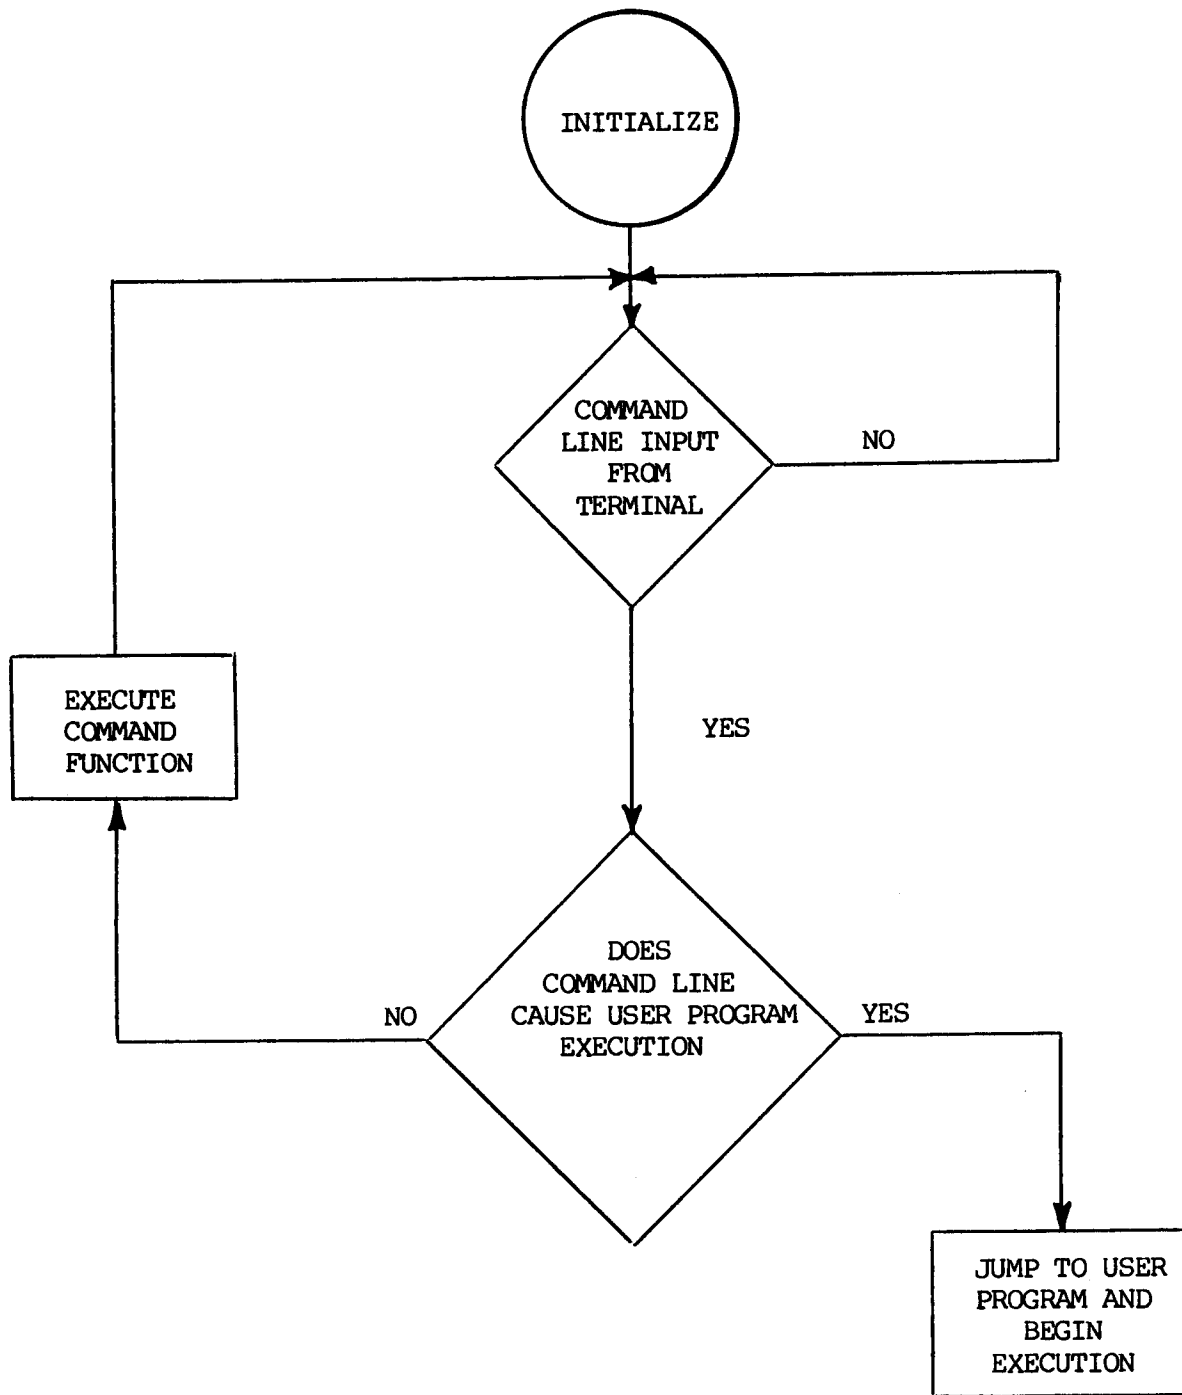 INITIALIZE
COMMAND
LINE INPUT
FROM
TERMINAL
NO
EXECUTE
COMMAND
FUNCTION
YES
DOES
COMMAND LINE
CAUSE USER PROGRAM
EXECUTION
NO
YES
JUMP TO USER
PROGRAM AND
BEGIN
EXECUTION